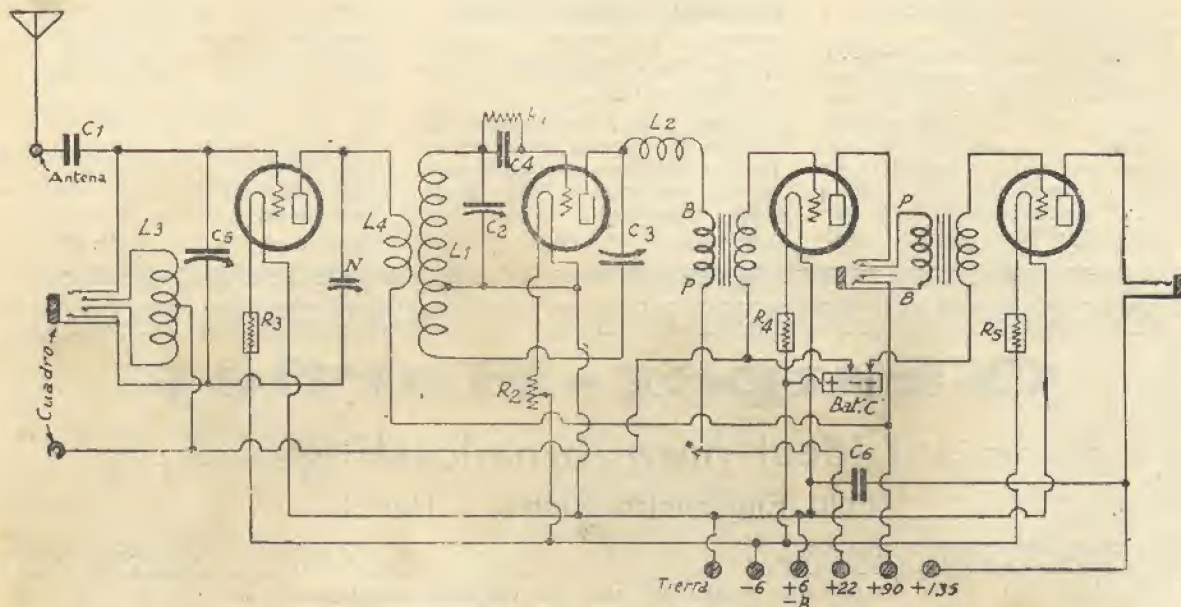 C1
Antena
L3
C5
R3
N
L4
L1
C4
C2
R2
L2
C3
B
P
R4
P
B
R5
Cuadro
+ - -
Bat. C
C6
Tierra
-6
+6
-B
+22
+90
+135